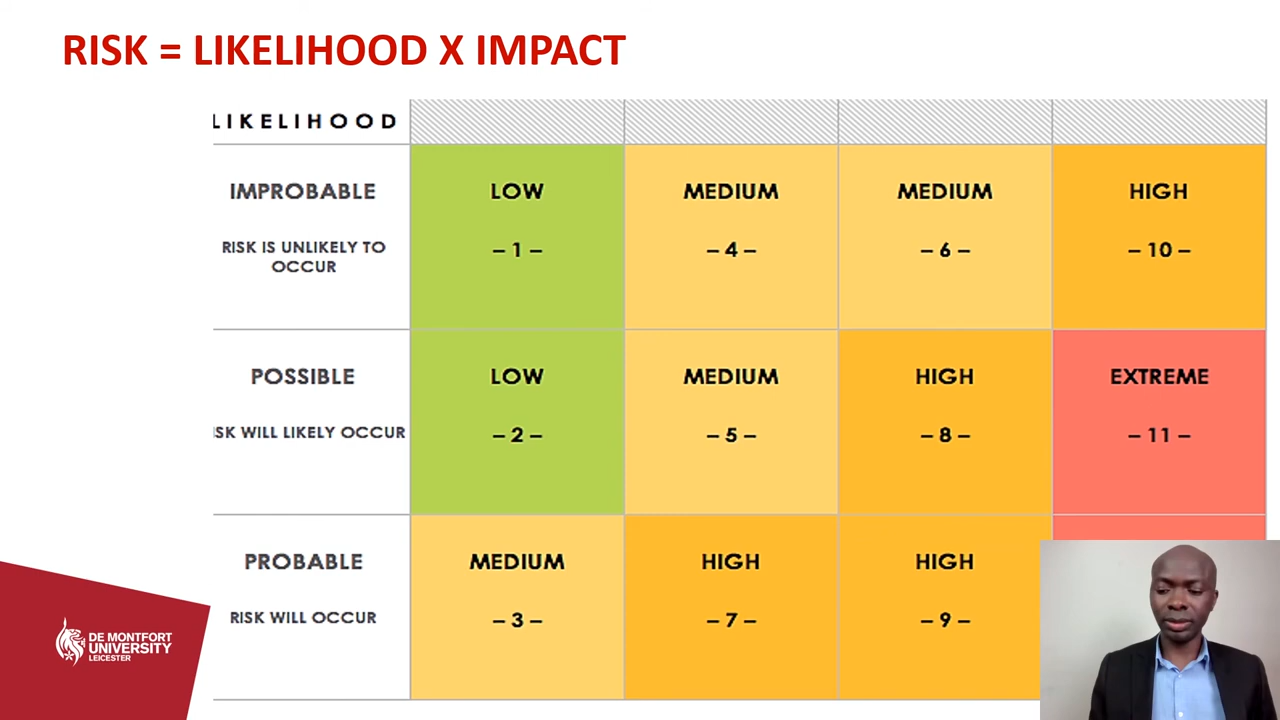 RISK = LIKELIHOOD X IMPACT
LIKELIHOOD
IMPROBABLE LOW MEDIUM MEDIUM HIGH
RISK IS UNLIKELY TO
OCCUR
– 1 – – 4 – – 6 – – 10 –
POSSIBLE LOW MEDIUM HIGH EXTREME
ISK WILL LIKELY OCCUR – 2 – – 5 – – 8 – – 11 –
PROBABLE MEDIUM HIGH HIGH
RISK WILL OCCUR – 3 – – 7 – – 9 –
DE MONTFORT
UNIVERSITY
LEICESTER